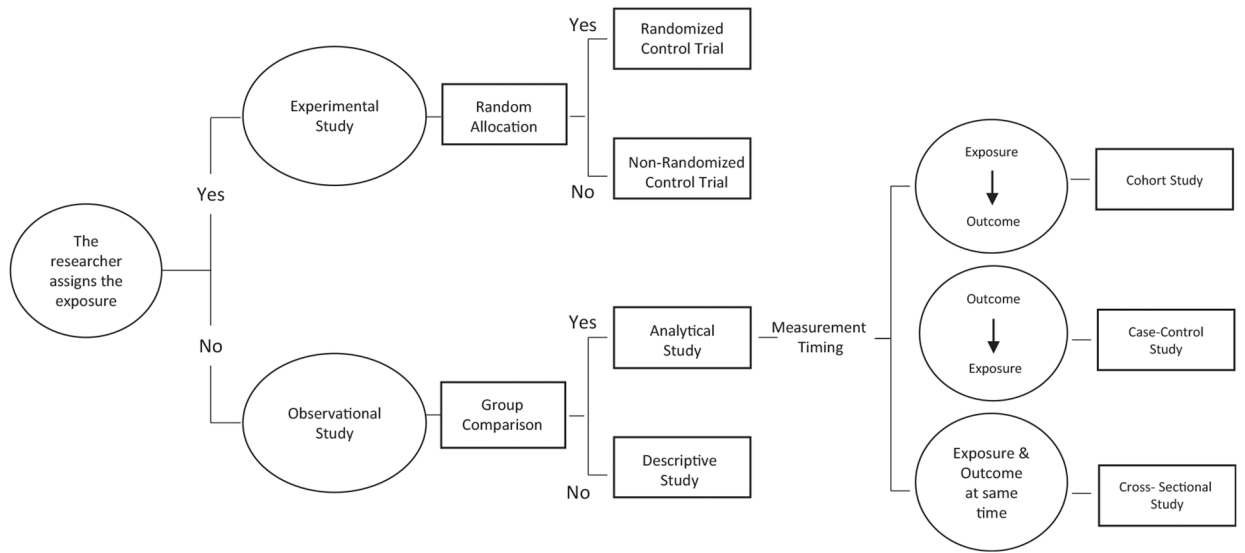 The
researcher
assigns the
exposure
Yes
No
Experimental
Study
Random
Allocation
Yes
No
Randomized
Control Trial
Non-Randomized
Control Trial
Observational
Study
Group
Comparison
Yes
No
Analytical
Study
Descriptive
Study
Measurement
Timing
Exposure
Outcome
Cohort Study
Outcome
Exposure
Case-Control
Study
Exposure &
Outcome
at same
time
Cross- Sectional
Study